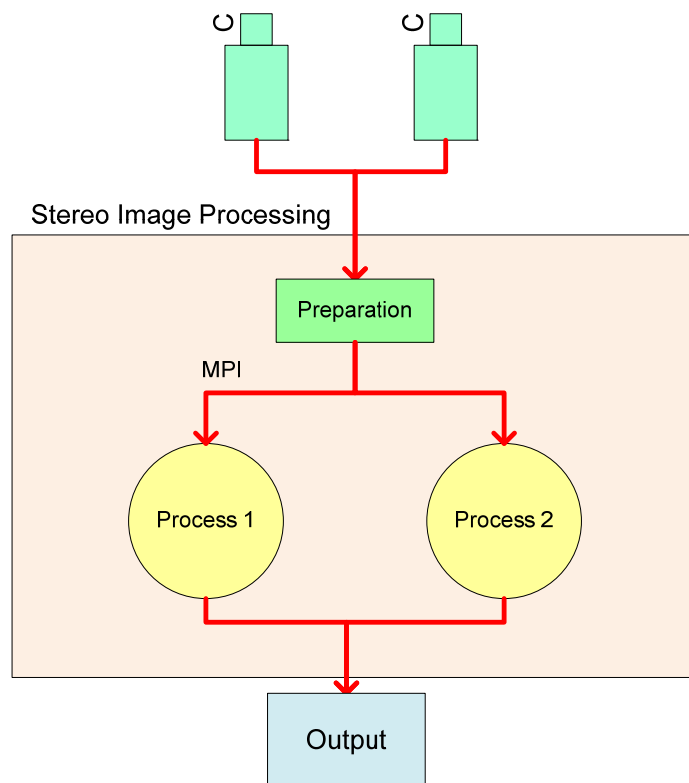 C
C
Stereo Image Processing
Preparation
MPI
Process 1
Process 2
Output